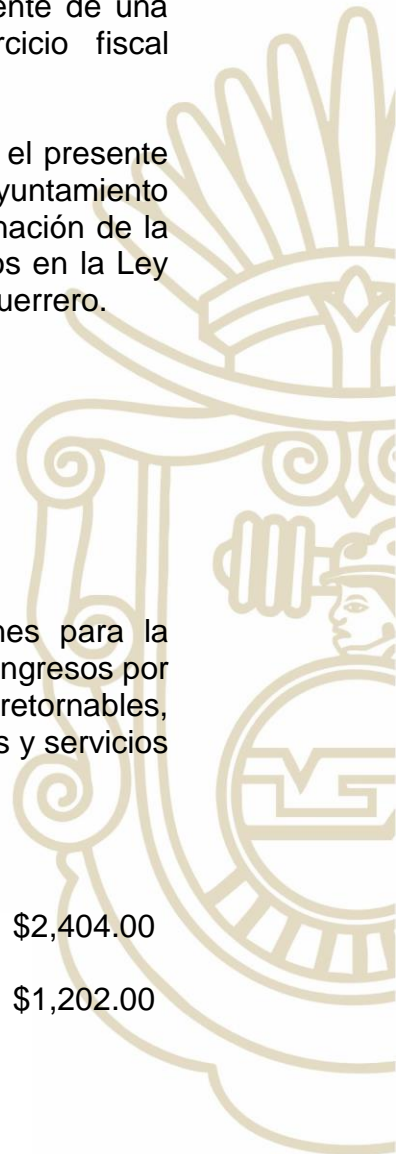 ente de una
rcicio fiscal
el presente
yuntamiento
nación de la
os en la Ley
uerrero.
nes para la
ngresos por
retornables,
s y servicios
$2,404.00
$1,202.00